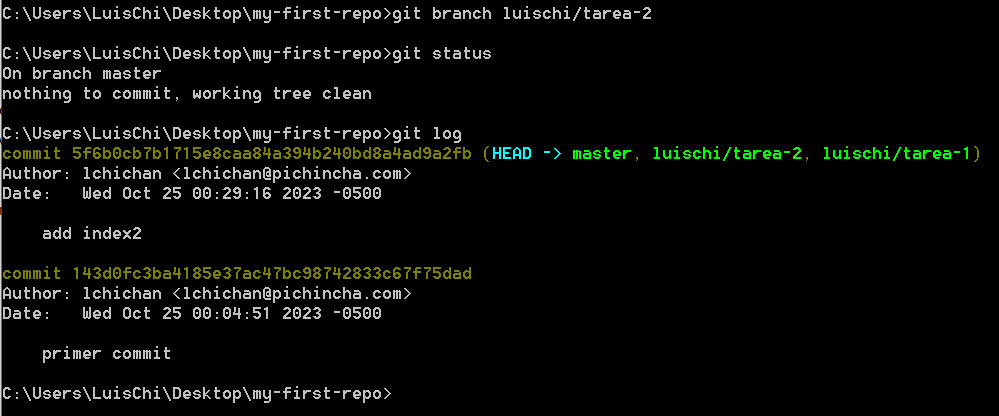 C:\Users\LuisChi\Desktop\my-first-repo>git branch luischi/tarea-2
C:\Users\LuisChi\Desktop\my-first-repo>git status
On branch master
nothing to commit, working tree clean
C:\Users\LuisChi\Desktop\my-first-repo>git log
commit 5f6b0cb7b1715e8caa84a394b240bd8a4ad9a2fb (HEAD -> master, luischi/tarea-2, luischi/tarea-1)
Author: lchichan <lchichan@pichincha.com>
Date:   Wed Oct 25 00:29:16 2023 -0500
    add index2
commit 143d0fc3ba4185e37ac47bc98742833c67f75dad
Author: lchichan <lchichan@pichincha.com>
Date:   Wed Oct 25 00:04:51 2023 -0500
    primer commit
C:\Users\LuisChi\Desktop\my-first-repo>